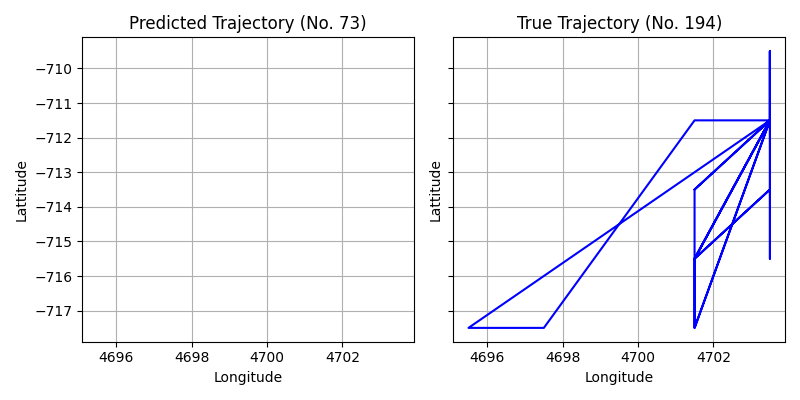 Predicted Trajectory (No. 73)
True Trajectory (No. 194)
−710
−711
−712
−713
−714
−715
−716
−717
Lattitude
Lattitude
4696
4698
4700
4702
4696
4698
4700
4702
Longitude
Longitude